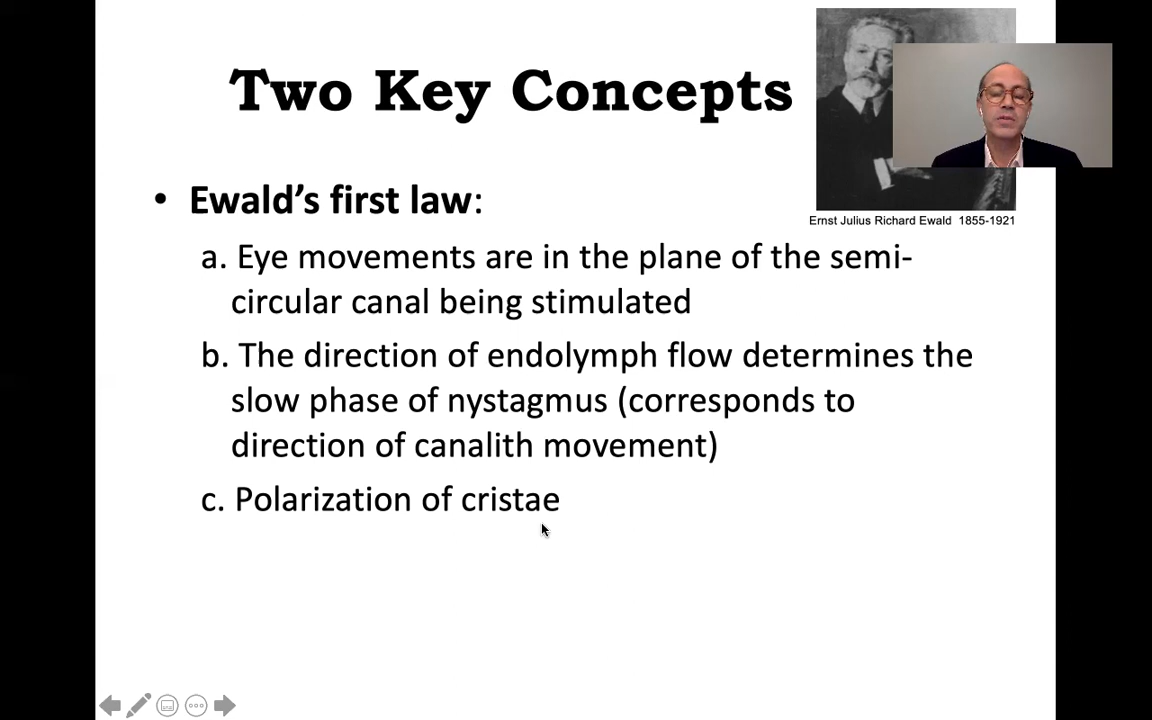 Two Key Concepts
Ernst Julius Richard Ewald 1855-1921
• Ewald’s first law:
a. Eye movements are in the plane of the semi-
circular canal being stimulated
b. The direction of endolymph flow determines the
slow phase of nystagmus (corresponds to
direction of canalith movement)
c. Polarization of cristae